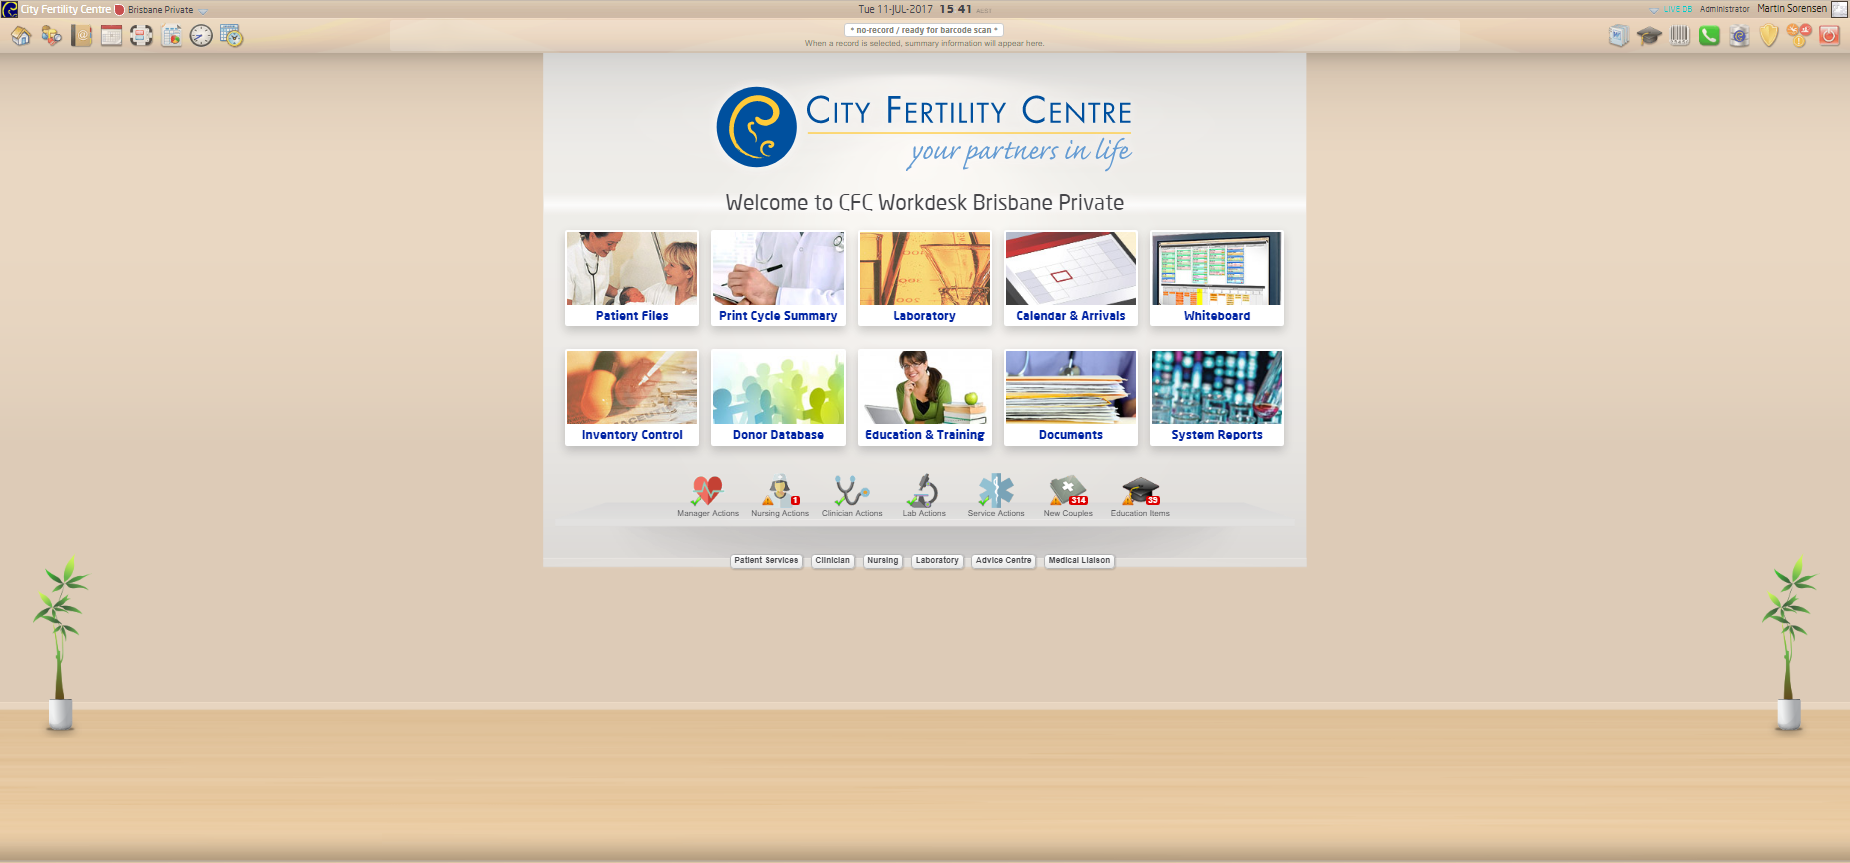 City Fertility Centre Brisbane Private
Tue 11-JUL-2017 15 41 AEST
LIVE DB Administrator Martin Sorensen
* no-record / ready for barcode scan *
When a record is selected, summary information will appear here.
CITY FERTILITY CENTRE
your partners in life
Welcome to CFC Workdesk Brisbane Private
Patient Files
Print Cycle Summary
Laboratory
Calendar & Arrivals
Whiteboard
Inventory Control
Donor Database
Education & Training
Documents
System Reports
1
314
39
Manager Actions
Nursing Actions
Clinician Actions
Lab Actions
Service Actions
New Couples
Education Items
Patient Services
Clinician
Nursing
Laboratory
Advice Centre
Medical Liaison